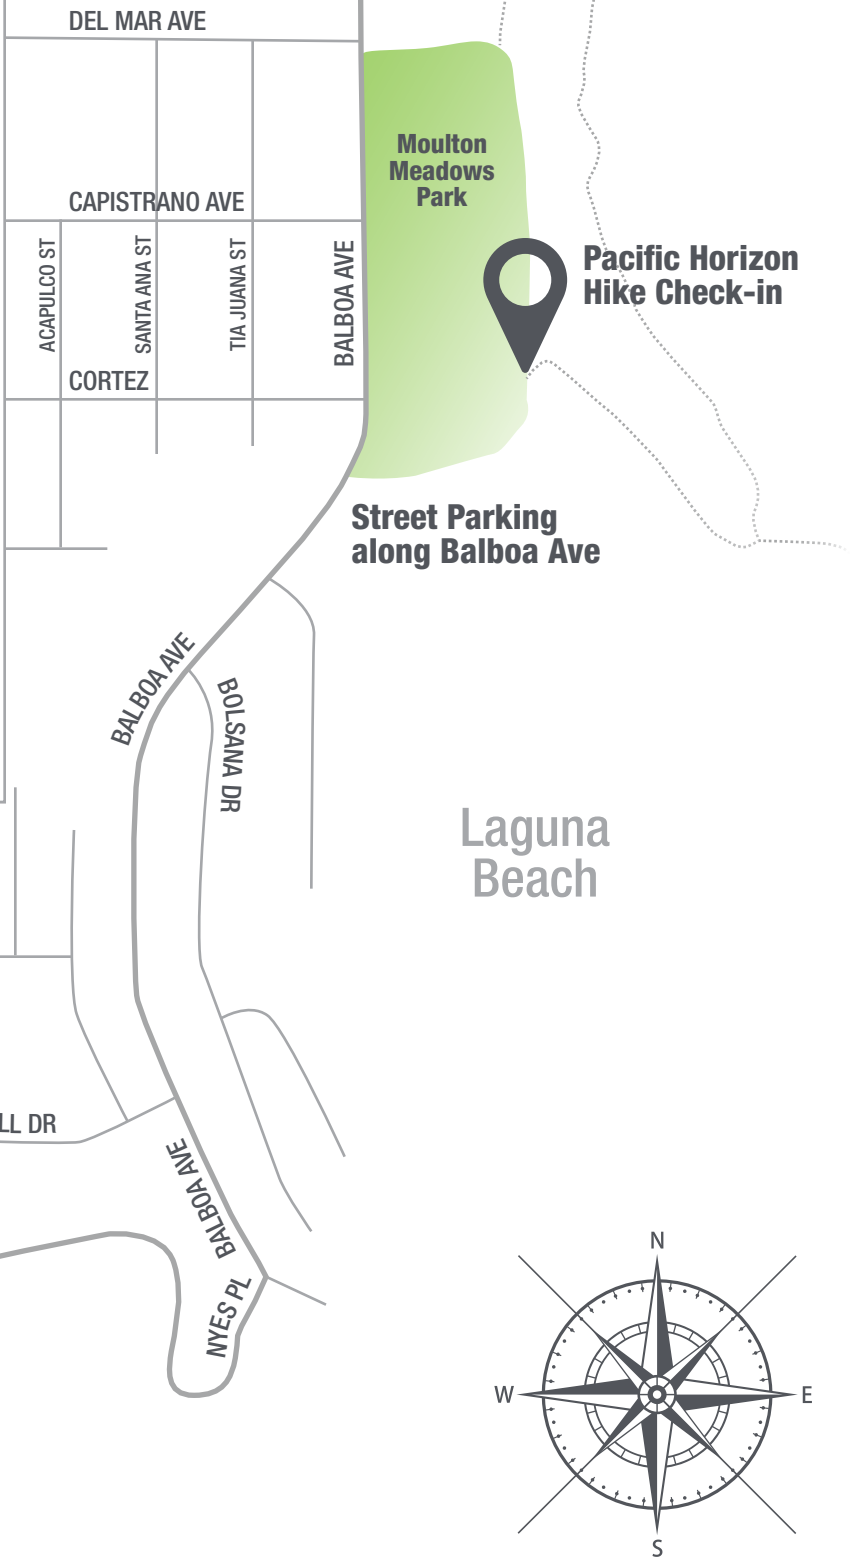 DEL MAR AVE
Moulton
Meadows
Park
CAPISTRANO AVE
ACAPULCO ST
SANTA ANA ST
TIA JUANA ST
BALBOA AVE
Pacific Horizon
Hike Check-in
CORTEZ
Street Parking
along Balboa Ave
BALBOA AVE
BOLSANA DR
Laguna
Beach
LL DR
BALBOA AVE
NYES PL
N
W
E
S